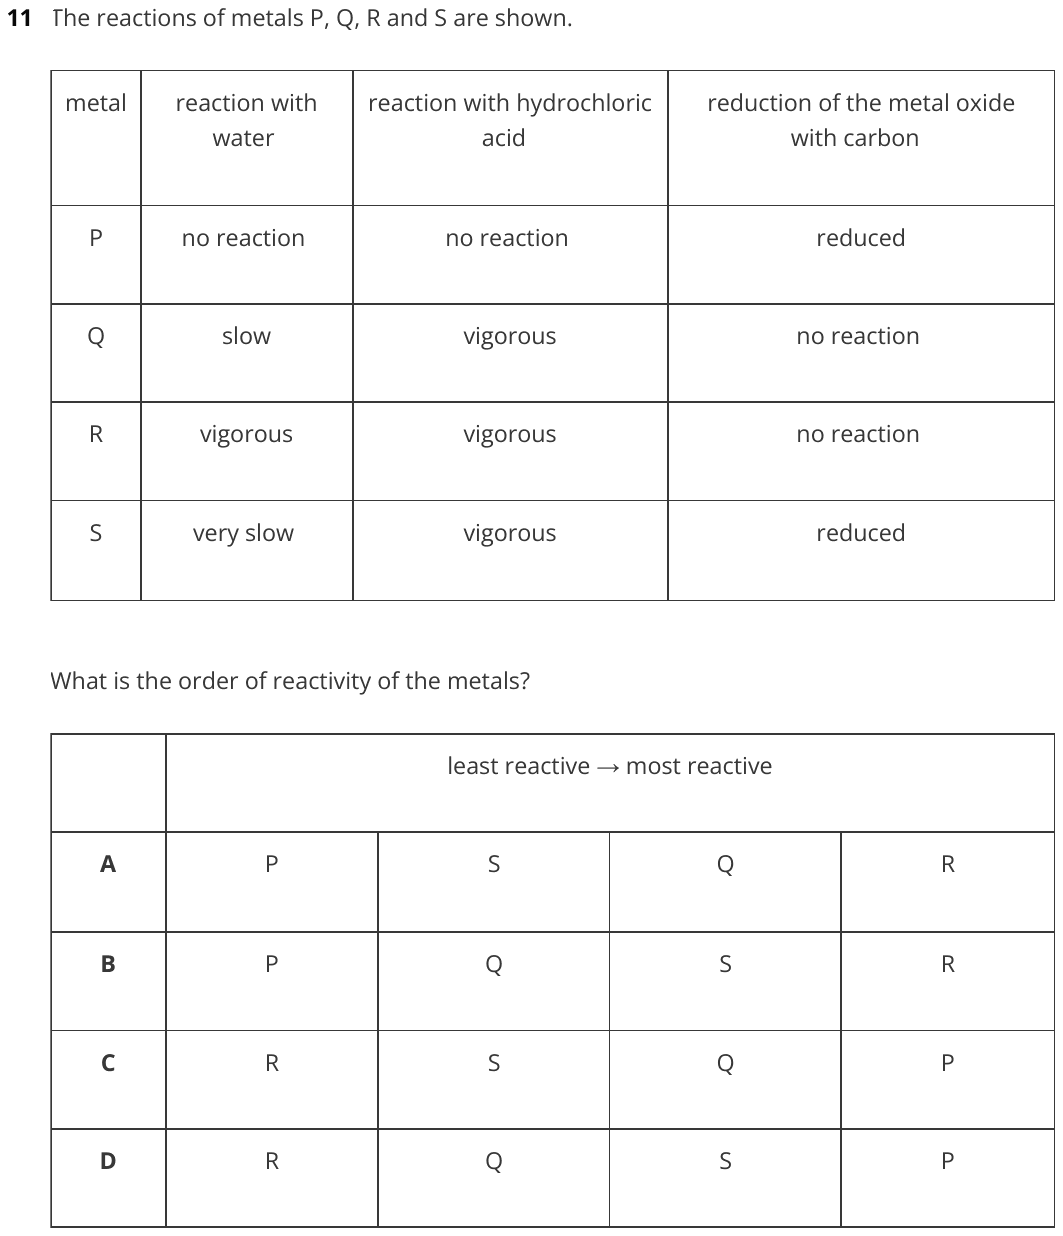 11 The reactions of metals P, Q, R and S are shown.
metal reaction with water reaction with hydrochloric acid reduction of the metal oxide with carbon
P no reaction no reaction reduced
Q slow vigorous no reaction
R vigorous vigorous no reaction
S very slow vigorous reduced
What is the order of reactivity of the metals?
least reactive → most reactive
A P S Q R
B P Q S R
C R S Q P
D R Q S P